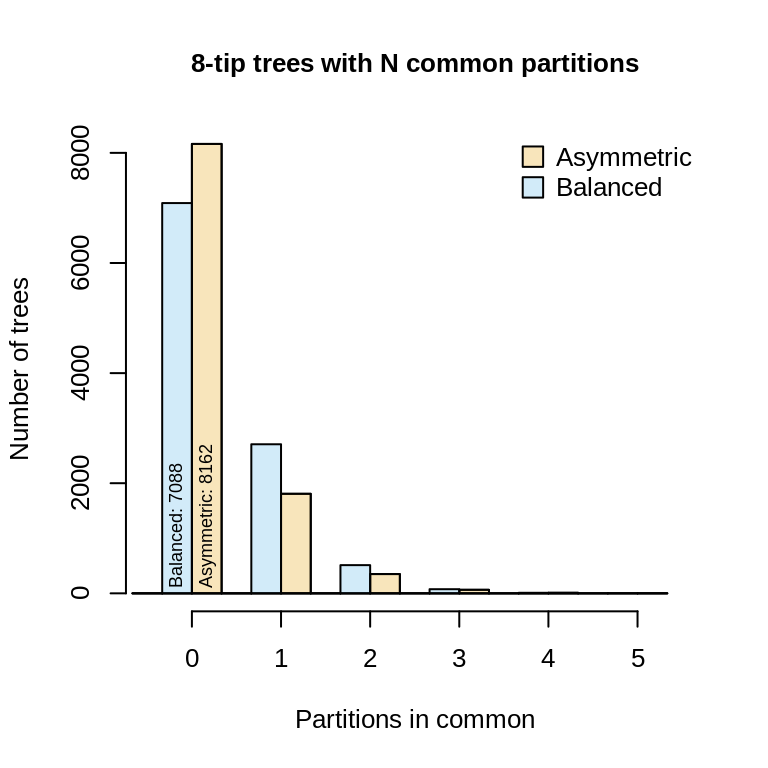 8-tip trees with N common partitions
Asymmetric
Balanced
Number of trees
8000
6000
4000
2000
0
Balanced: 7088
Asymmetric: 8162
0 1 2 3 4 5
Partitions in common